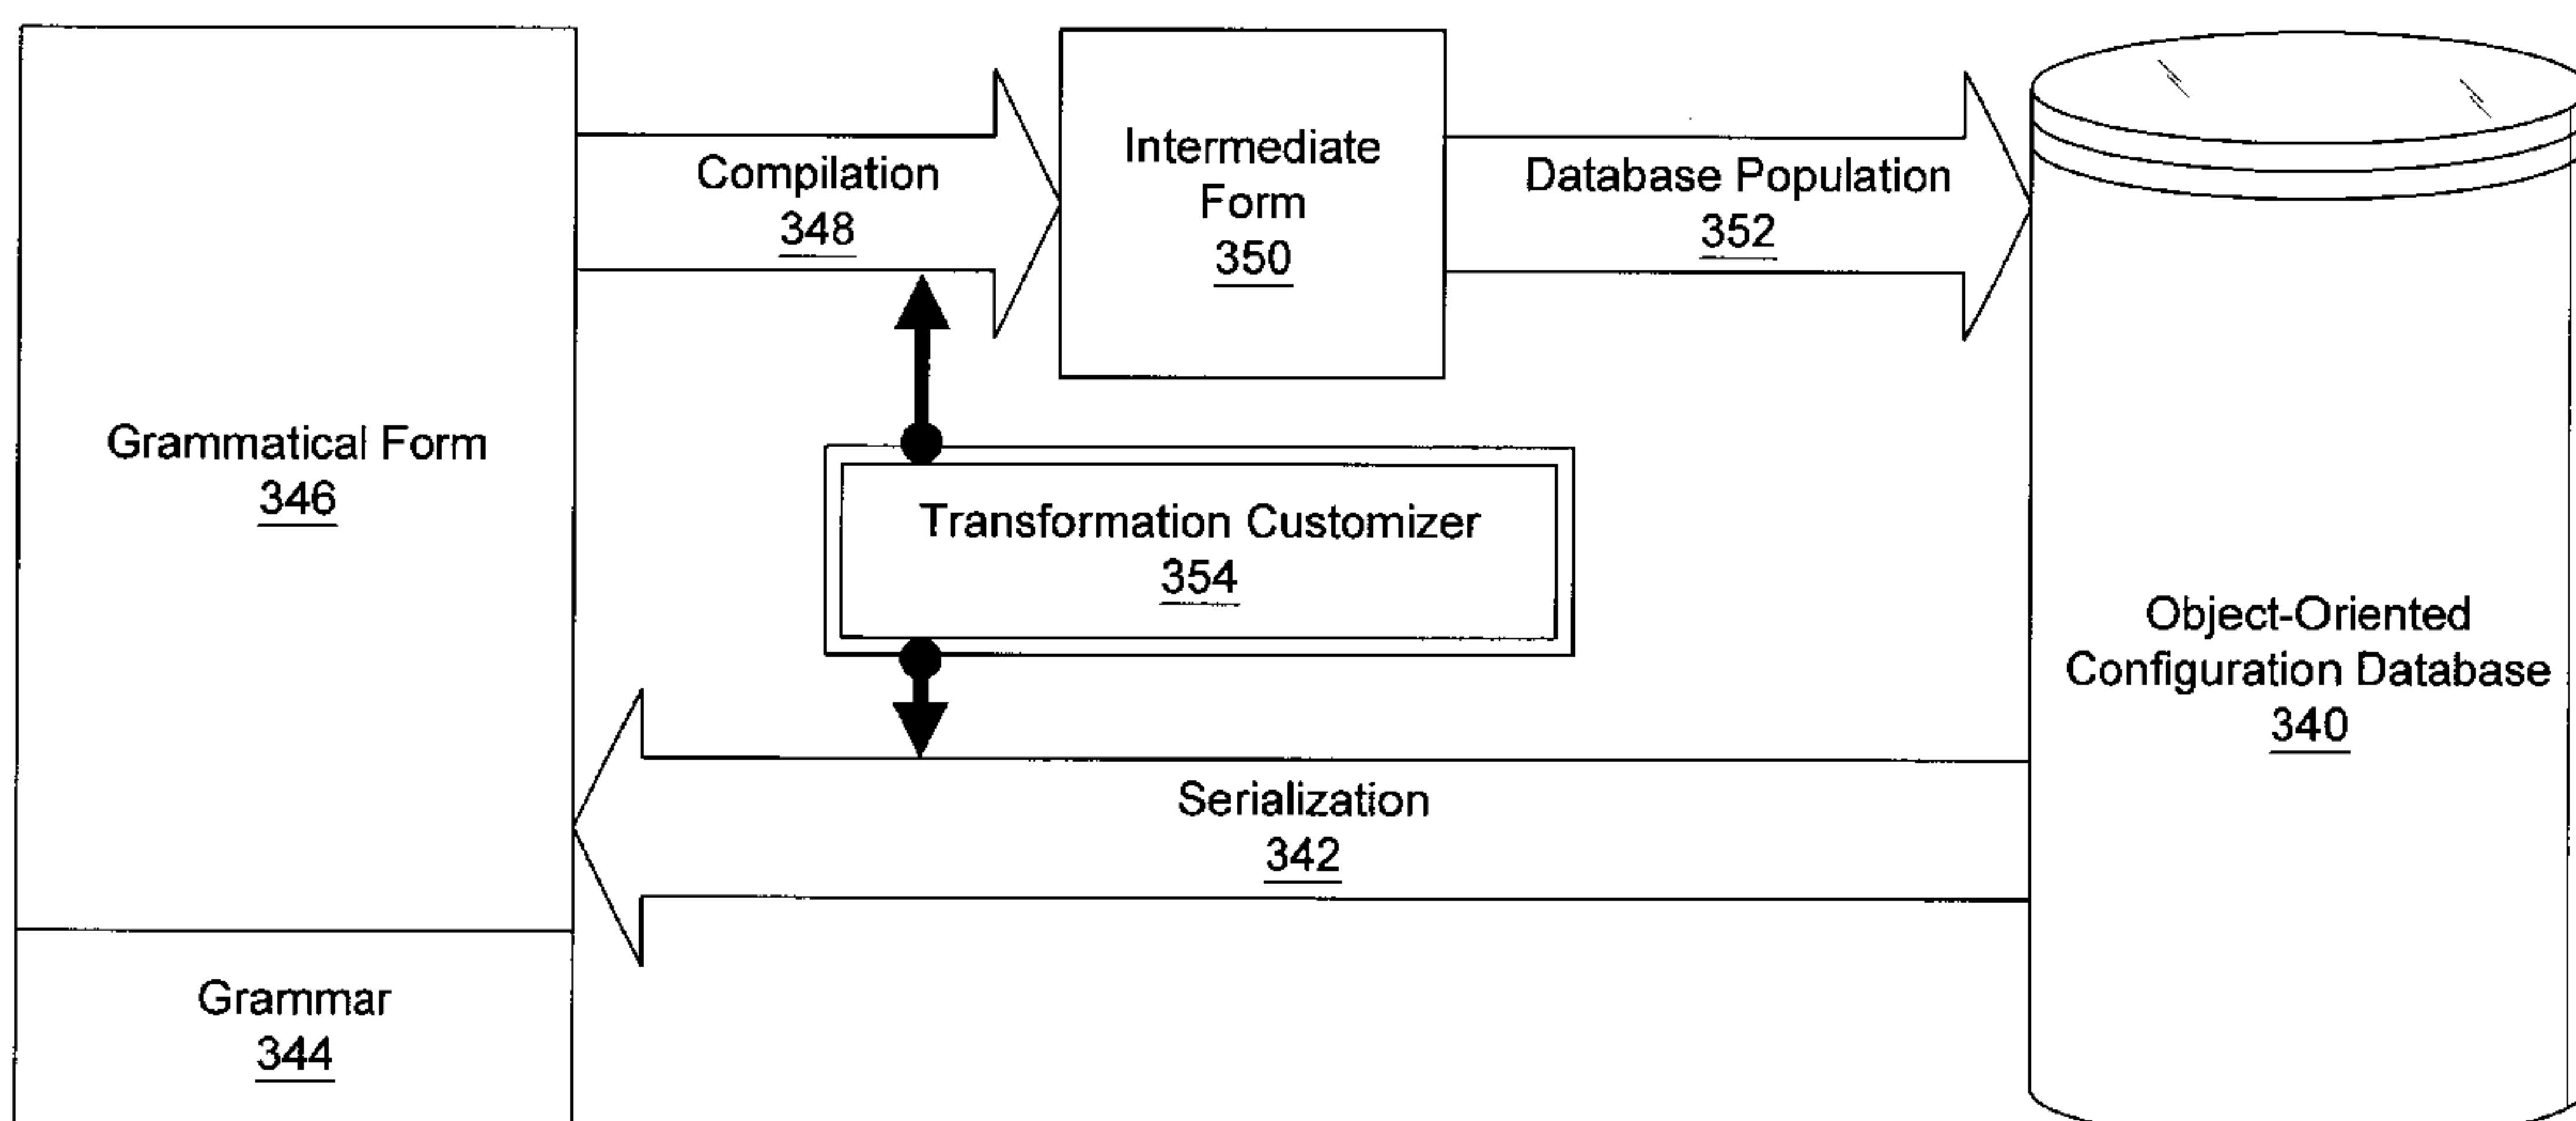 Compilation
348
Intermediate
Form
350
Database Population
352
Grammatical Form
346
Transformation Customizer
354
Object-Oriented
Configuration Database
340
Serialization
342
Grammar
344